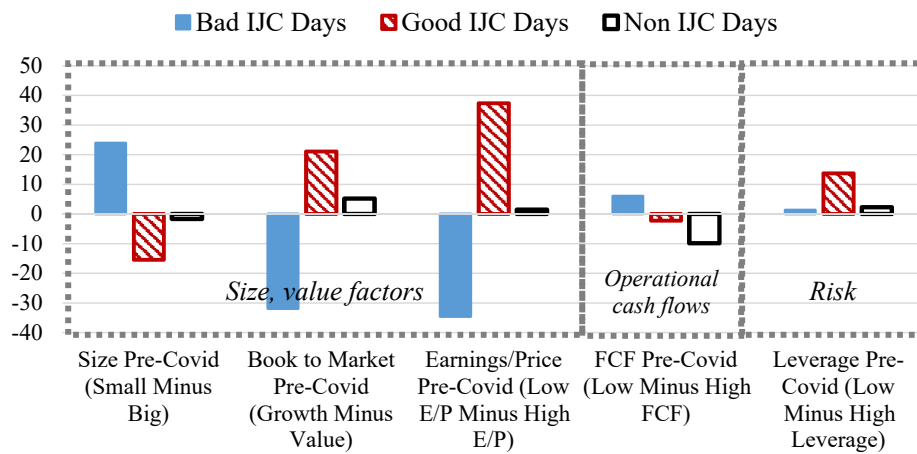 Bad IJC Days Good IJC Days Non IJC Days
50
40
30
20
10
0
-10
-20
-30
-40
Size, value factors
Operational
cash flows
Risk
Size Pre-Covid
(Small Minus
Big)
Book to Market
Pre-Covid
(Growth Minus
Value)
Earnings/Price
Pre-Covid (Low
E/P Minus High
E/P)
FCF Pre-Covid
(Low Minus High
FCF)
Leverage Pre-
Covid (Low
Minus High
Leverage)